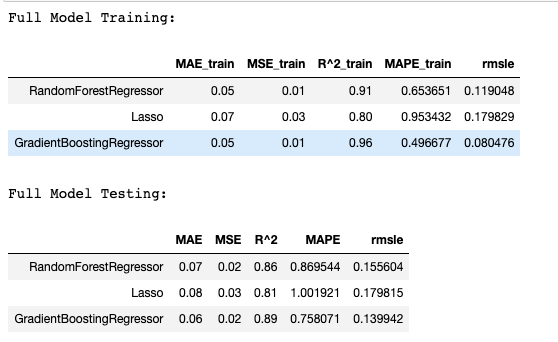 Full Model Training:
MAE_train MSE_train R^2_train MAPE_train rmsle
RandomForestRegressor 0.05 0.01 0.91 0.653651 0.119048
Lasso 0.07 0.03 0.80 0.953432 0.179829
GradientBoostingRegressor 0.05 0.01 0.96 0.496677 0.080476
Full Model Testing:
MAE MSE R^2 MAPE rmsle
RandomForestRegressor 0.07 0.02 0.86 0.869544 0.155604
Lasso 0.08 0.03 0.81 1.001921 0.179815
GradientBoostingRegressor 0.06 0.02 0.89 0.758071 0.139942